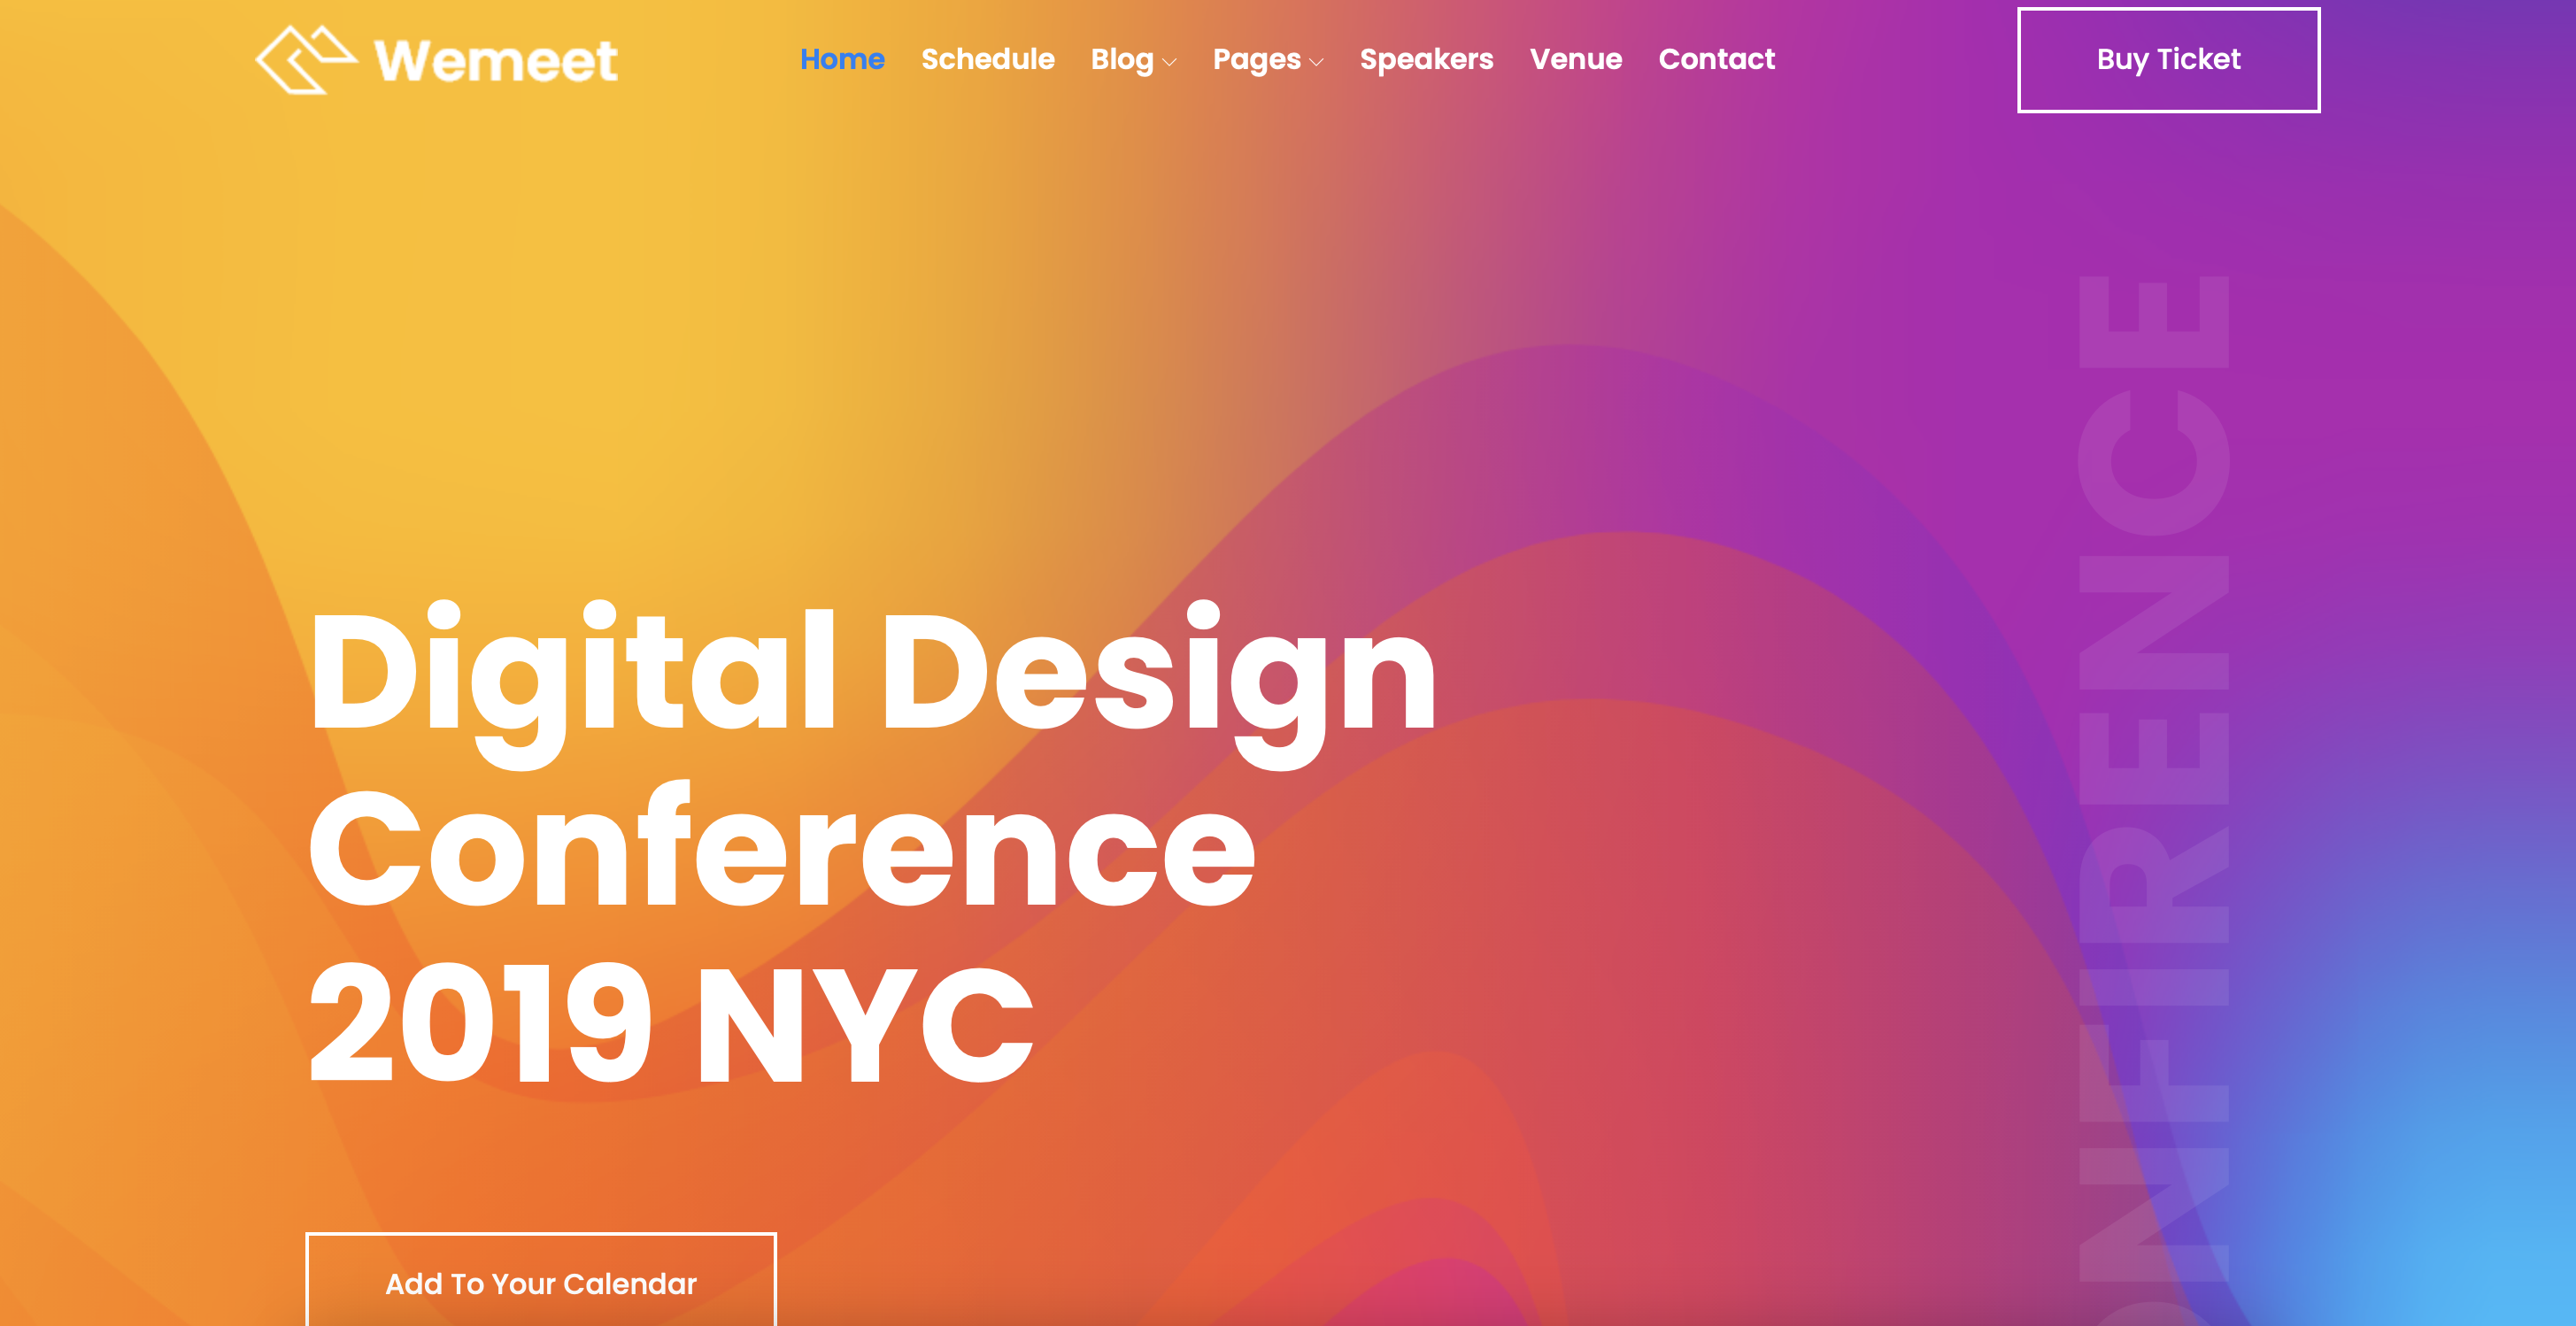 Wemeet
Home Schedule Blog Pages Speakers Venue Contact
Buy Ticket
Digital Design
Conference
2019 NYC
Add To Your Calendar
ONFIRENCE